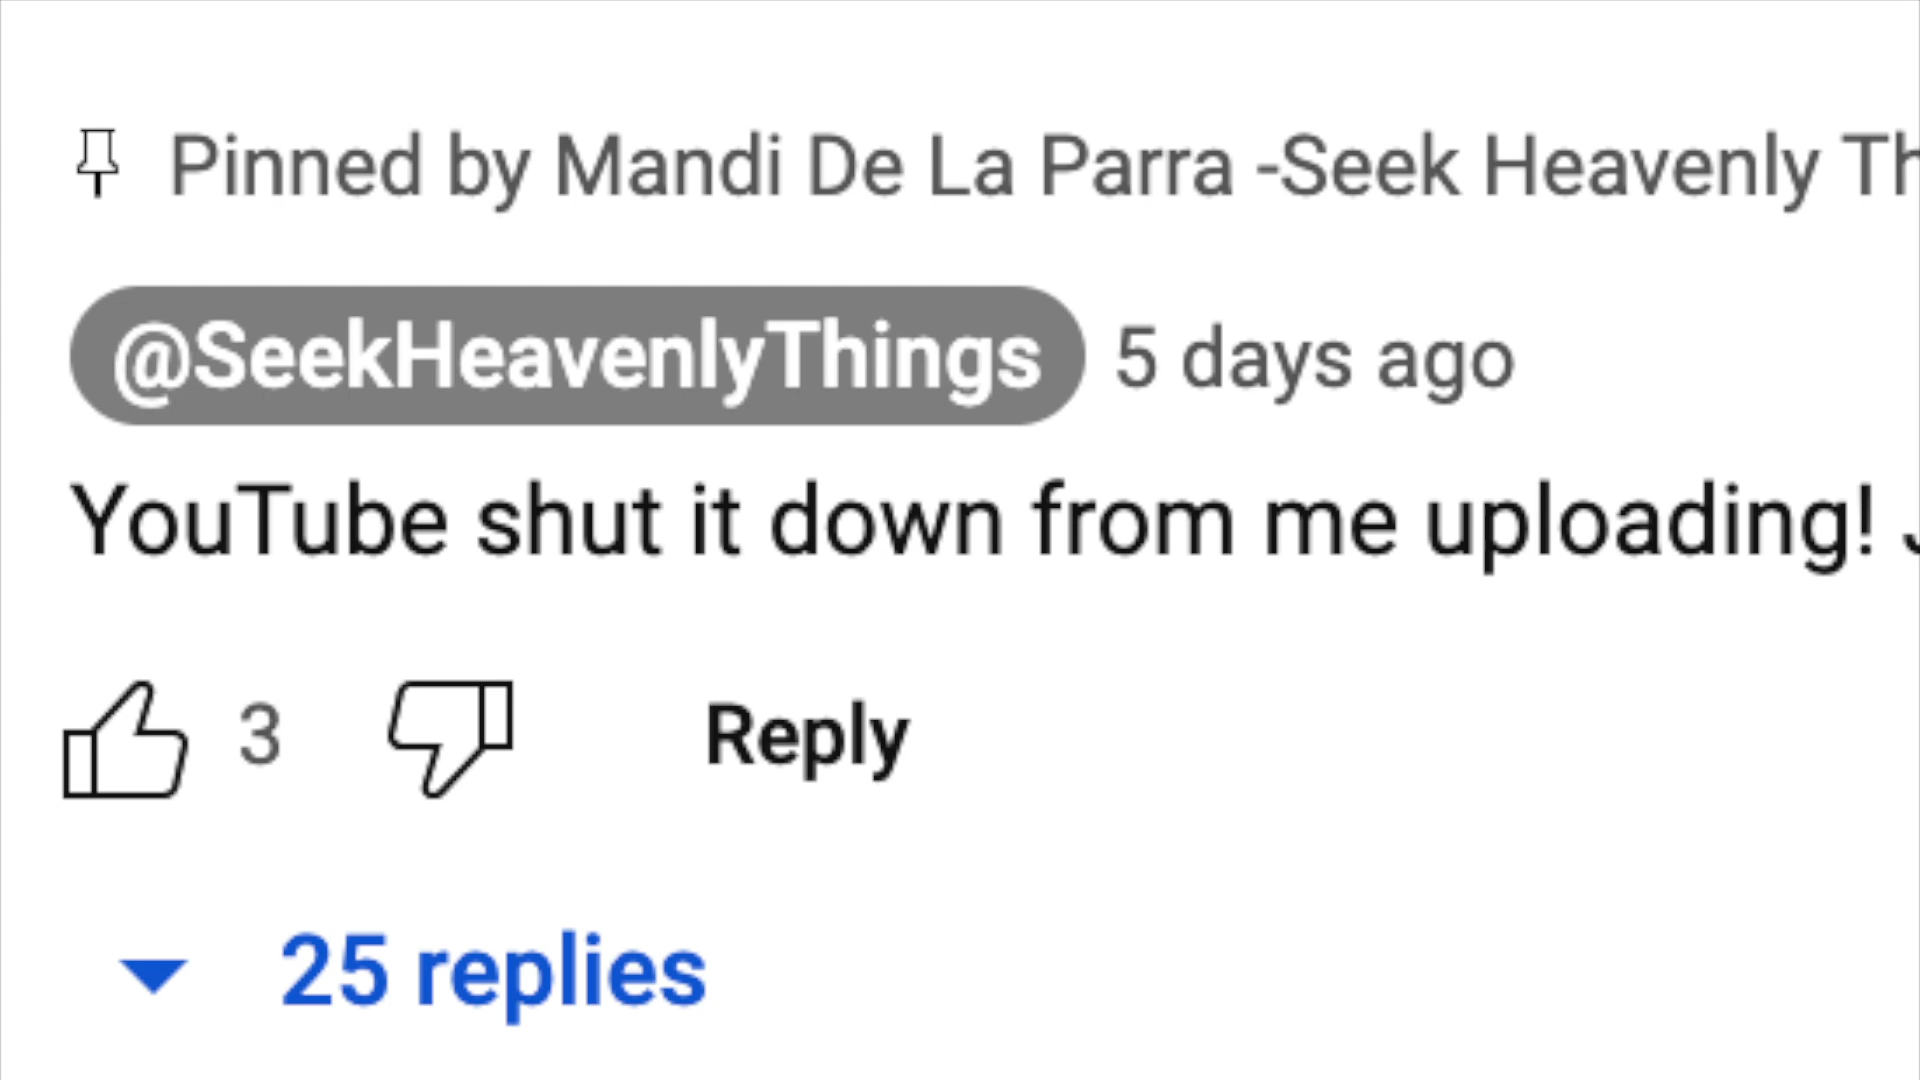 Pinned by Mandi De La Parra -Seek Heavenly
@SeekHeavenlyThings 5 days ago
YouTube shut it down from me uploading!
3 Reply
25 replies